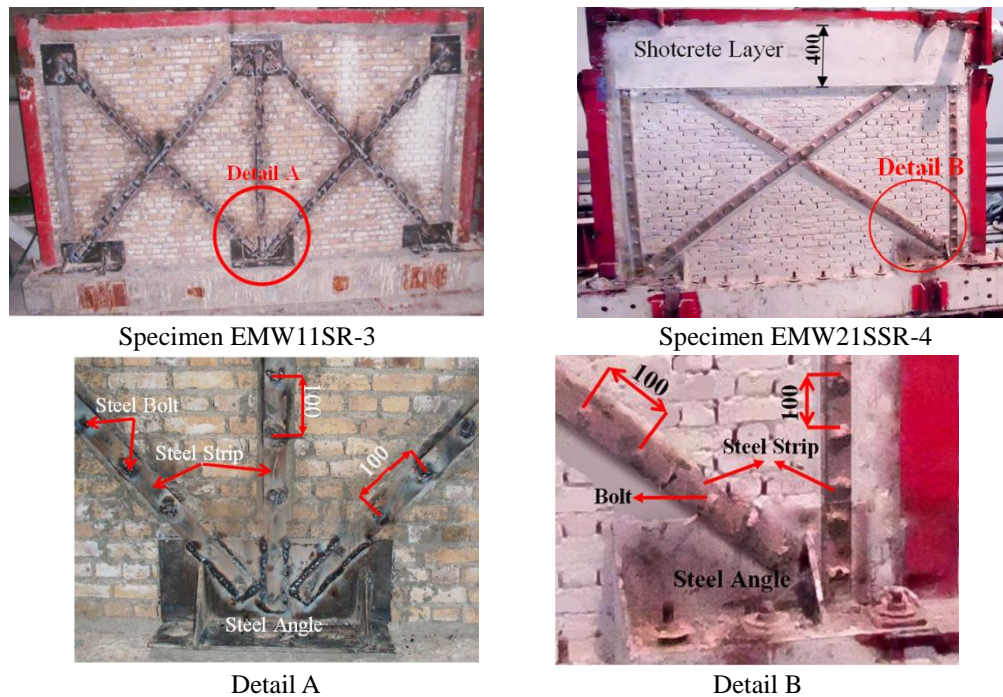 Detail A
Shotcrete Layer
400
Detail B
Specimen EMW11SR-3
Specimen EMW21SSR-4
Steel Bolt
Steel Strip
100
100
Steel Angle
100
100
Steel Strip
Bolt
Steel Angle
Detail A
Detail B